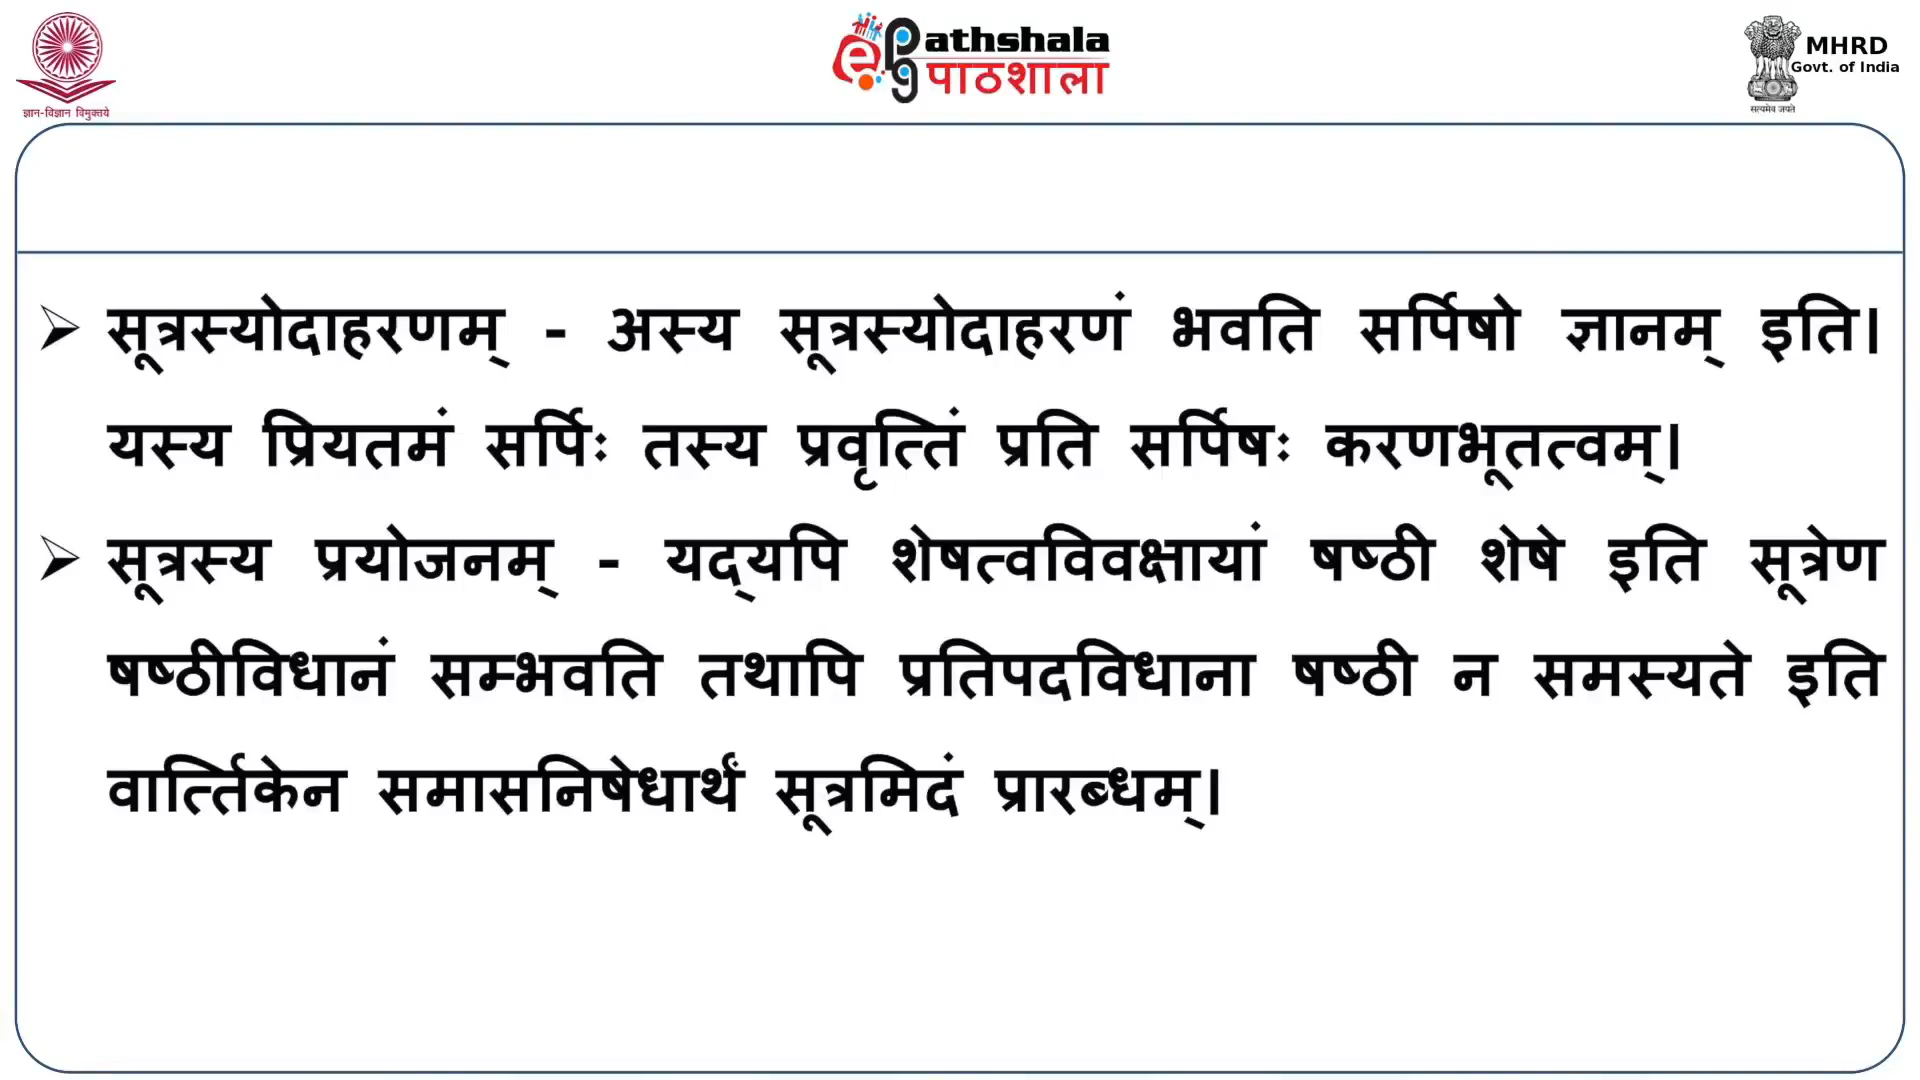 ज्ञान-विज्ञान विमुक्तये
e Pg Pathshala
पाठशाला
MHRD
Govt. of India
सत्यमेव जयते
➢ सूत्रस्योदाहरणम् - अस्य सूत्रस्योदाहरणं भवति सर्पिषो ज्ञानम् इति।
यस्य प्रियतमं सर्पिः तस्य प्रवृत्तिं प्रति सर्पिषः करणभूतत्वम्।
➢ सूत्रस्य प्रयोजनम् - यद्यपि शेषत्वविवक्षायां षष्ठी शेषे इति सूत्रेण
षष्ठीविधानं सम्भवति तथापि प्रतिपदविधाना षष्ठी न समस्यते इति
वार्त्तिकेन समासनिषेधार्थं सूत्रमिदं प्रारब्धम्।